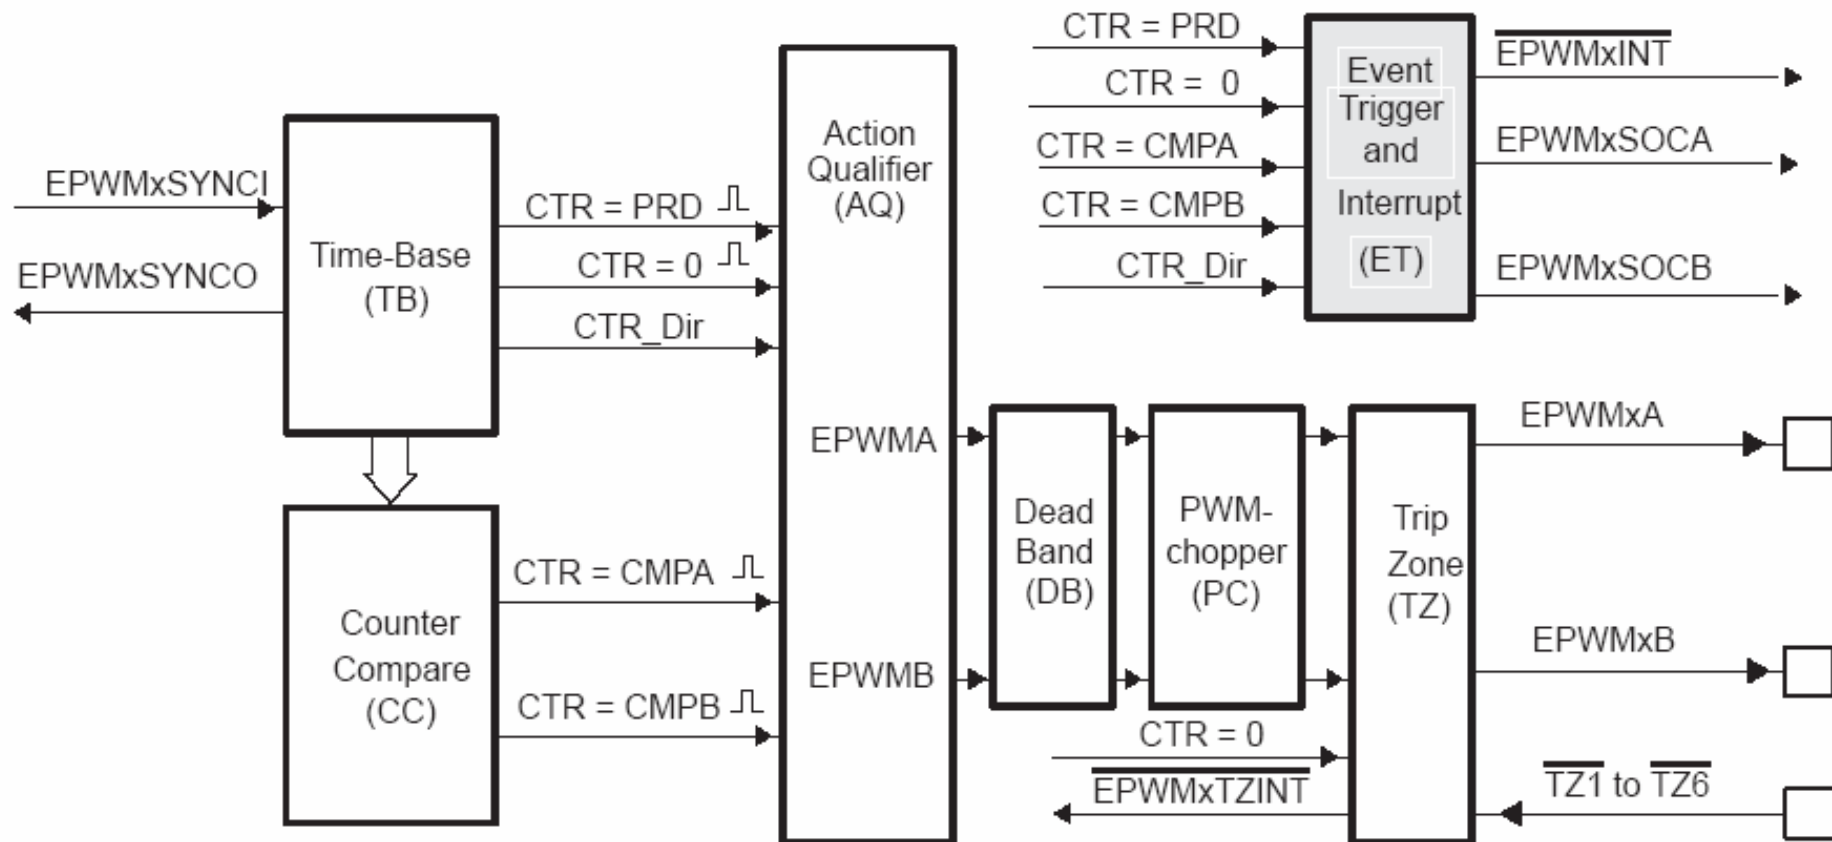 EPWMxSYNCI
EPWMxSYNCO
Time-Base
(TB)
CTR = PRD
CTR = 0
CTR_Dir
Counter
Compare
(CC)
CTR = CMPA
CTR = CMPB
Action
Qualifier
(AQ)
EPWMA
EPWMB
CTR = PRD
CTR = 0
CTR = CMPA
CTR = CMPB
CTR_Dir
Event
Trigger
and
Interrupt
(ET)
EPWMxINT
EPWMxSOCA
EPWMxSOCB
Dead
Band
(DB)
PWM-
chopper
(PC)
Trip
Zone
(TZ)
EPWMxA
EPWMxB
CTR = 0
EPWMxTZINT
TZ1 to TZ6